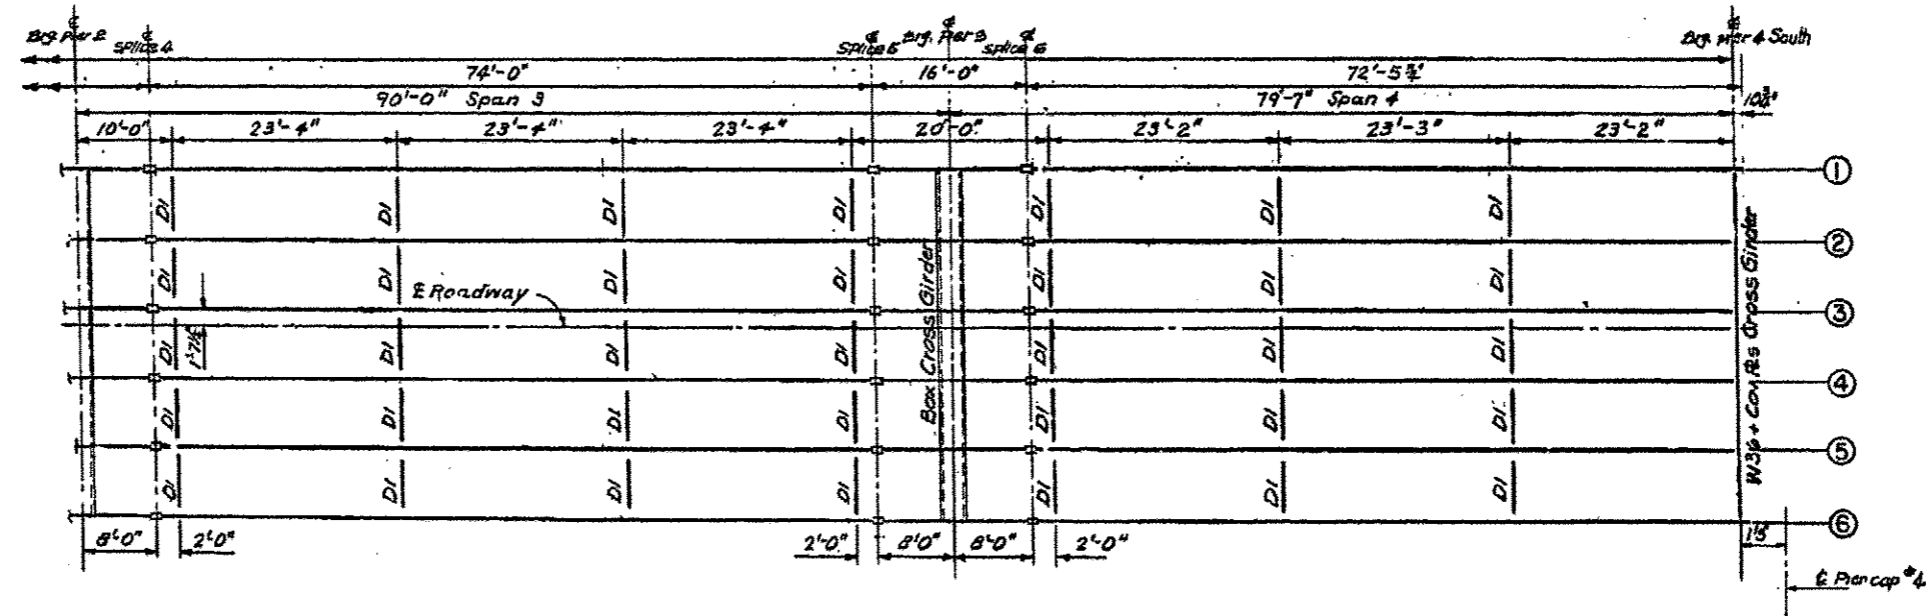 ℄ ℄ ℄ ℄ ℄ ℄
Brg. Pier 2 Splice 4 Splice 5 Brg. Pier 3 Splice 6 Brg. Pier 4 South
74'-0" 16'-0" 72'-5¾"
90'-0" Span 3 79'-7" Span 4 10¾"
10'-0" 23'-4" 23'-4" 23'-4" 20'-0" 23'-2" 23'-3" 23'-2"
①
D1 D1 D1 D1 D1 D1 D1
②
D1 D1 D1 D1 D1 D1 D1
℄ Roadway
Box Cross Girder
W36 + Cov. Pls Cross Girder
③
1'-7½"
D1 D1 D1 D1 D1 D1 D1
④
D1 D1 D1 D1 D1 D1 D1
⑤
D1 D1 D1 D1 D1 D1 D1
⑥
8'-0" 2'-0" 2'-0" 8'-0" 8'-0" 2'-0"
℄ Pier cap #4